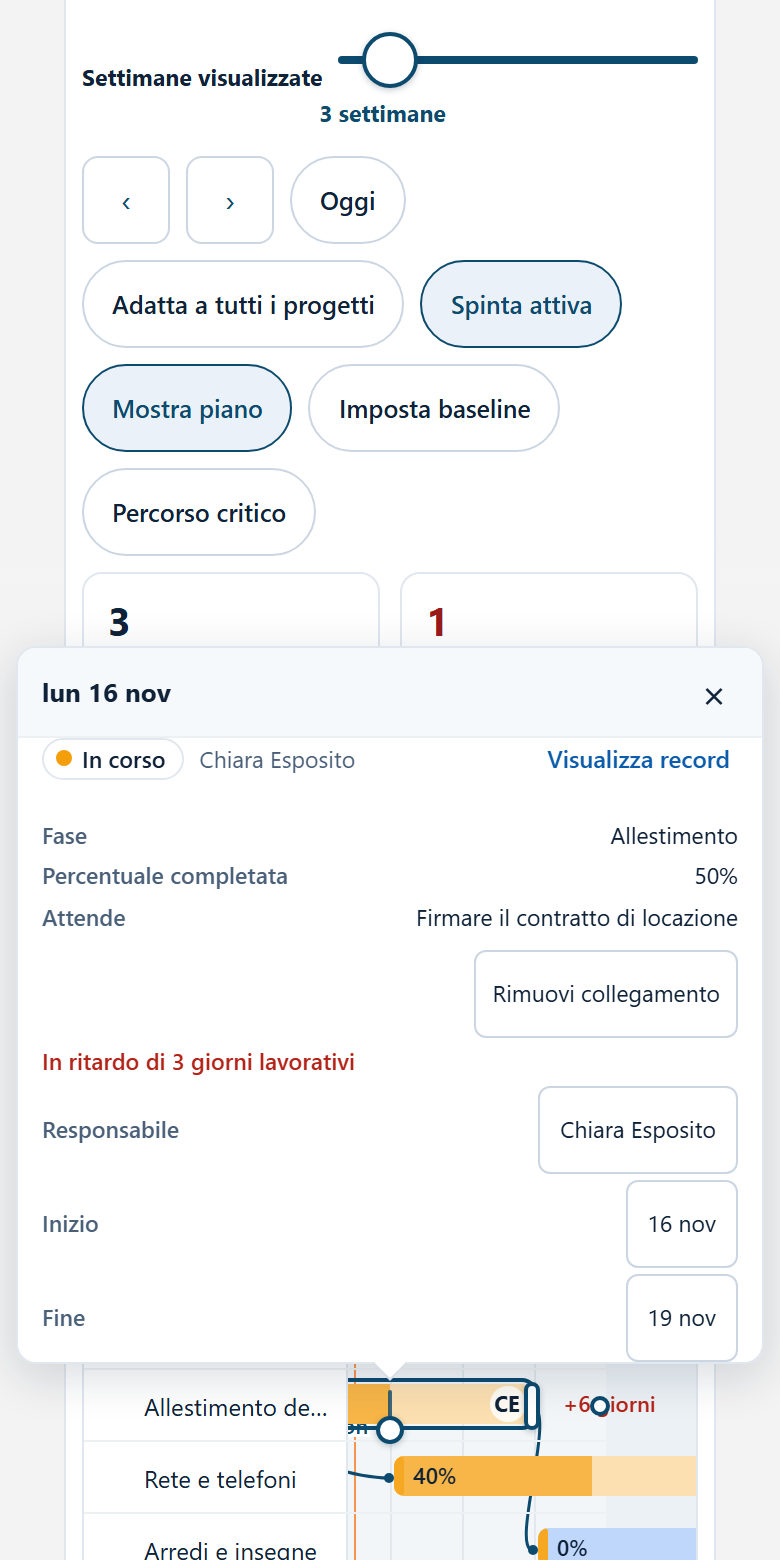 Settimane visualizzate
3 settimane
‹ › Oggi
Adatta a tutti i progetti Spinta attiva
Mostra piano Imposta baseline
Percorso critico
3 1
lun 16 nov ×
In corso Chiara Esposito Visualizza record
Fase Allestimento
Percentuale completata 50%
Attende Firmare il contratto di locazione
Rimuovi collegamento
In ritardo di 3 giorni lavorativi
Responsabile Chiara Esposito
Inizio 16 nov
Fine 19 nov
Allestimento de... CE
Rete e telefoni 40%
Arredi e insegne 0%